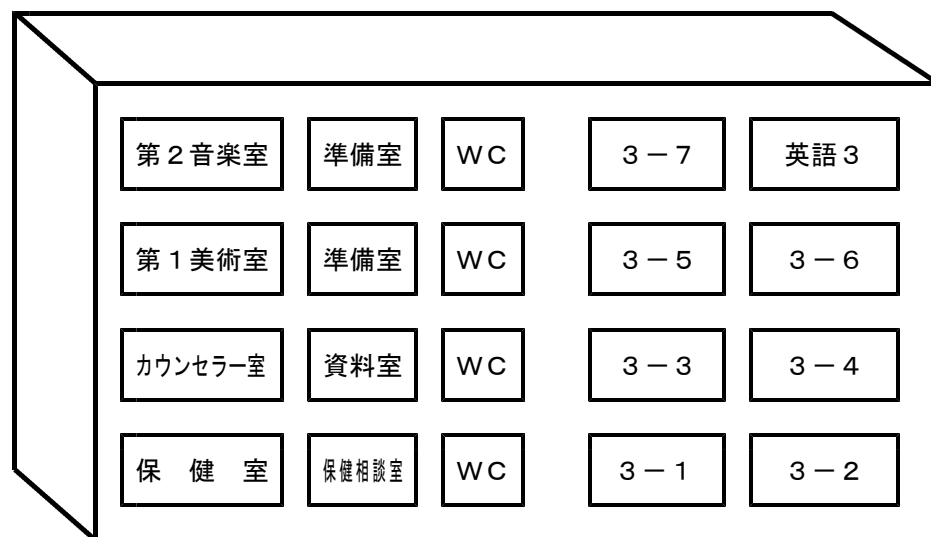 第２音楽室 準備室 ＷＣ ３－７ 英語３
第１美術室 準備室 ＷＣ ３－５ ３－６
カウンセラー室 資料室 ＷＣ ３－３ ３－４
保　健　室 保健相談室 ＷＣ ３－１ ３－２